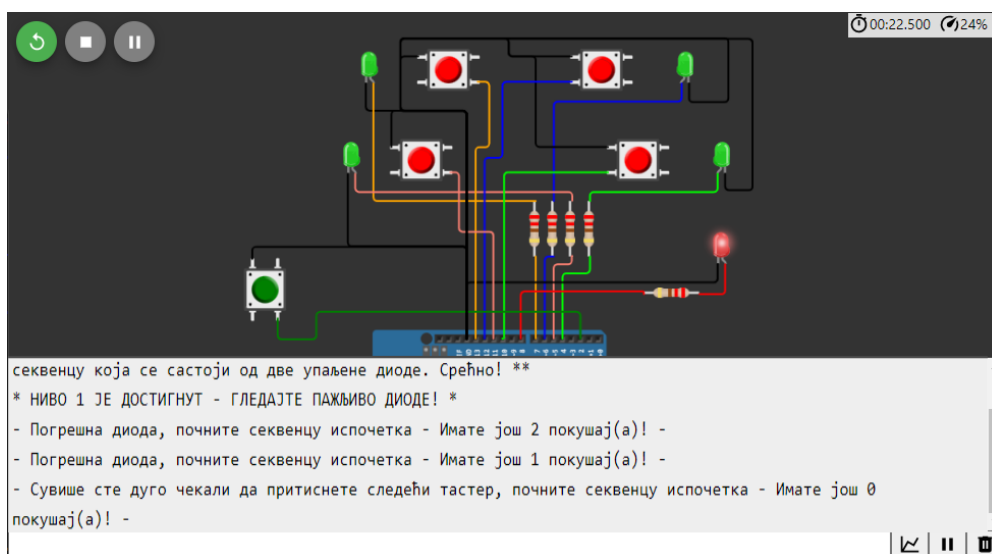 00:22.500 24%
секвенцу која се састоји од две упаљене диоде. Срећно! **
* НИВО 1 ЈЕ ДОСТИГНУТ - ГЛЕДАЈТЕ ПАЖЉИВО ДИОДЕ! *
- Погрешна диода, почните секвенцу испочетка - Имате још 2 покушај(а)! -
- Погрешна диода, почните секвенцу испочетка - Имате још 1 покушај(а)! -
- Сувише сте дуго чекали да притиснете следећи тастер, почните секвенцу испочетка - Имате још 0
покушај(а)! -